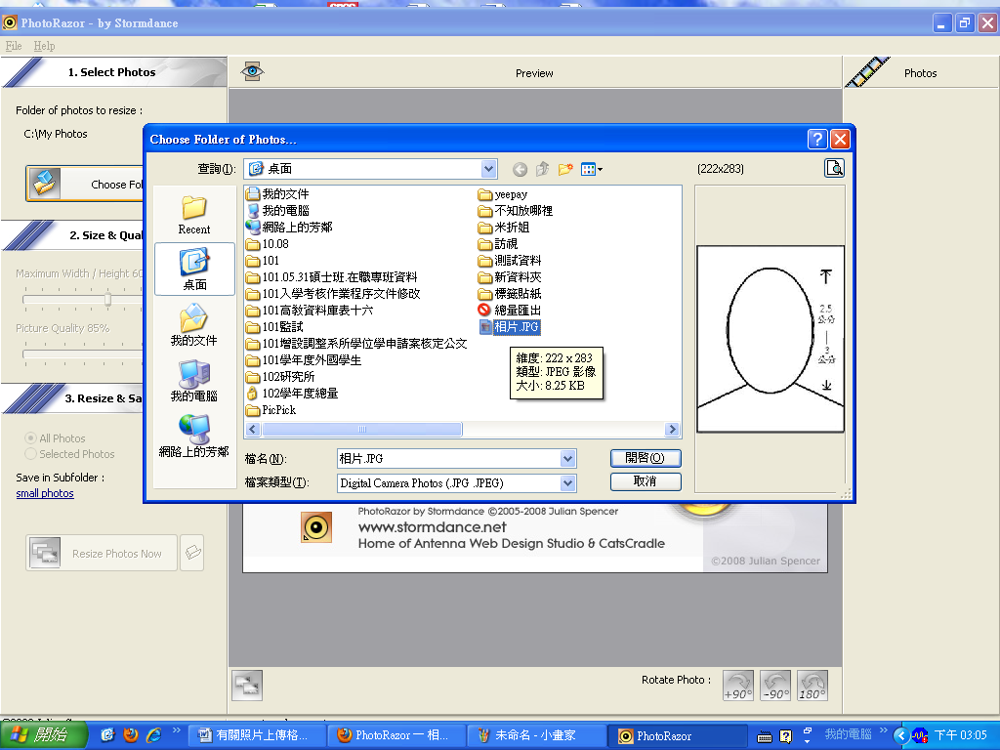 PhotoRazor - by Stormdance
File Help
1. Select Photos
Preview
Photos
Folder of photos to resize :
C:\My Photos
Choose Fol
2. Size & Qual
Maximum Width / Height 60
Picture Quality 85%
3. Resize & Sa
All Photos
Selected Photos
Save in Subfolder :
small photos
Resize Photos Now
Choose Folder of Photos...
查詢(I):
桌面
(222x283)
Recent
桌面
我的文件
我的電腦
網路上的芳鄰
我的文件
我的電腦
網路上的芳鄰
10.08
101
101.05.31碩士班.在職專班資料
101入學考核作業程序文件修改
101高教資料庫表十六
101監試
101增設調整系所學位學申請案核定公文
101學年度外國學生
102研究所
102學年度總量
PicPick
yeepay
不知放哪裡
米折姐
訪視
測試資料
新資料夾
標籤貼紙
總量匯出
相片.JPG
維度: 222 x 283
類型: JPEG 影像
大小: 8.25 KB
2.5
公分
3
公分
檔名(N):
相片.JPG
開啟(O)
檔案類型(T):
Digital Camera Photos (.JPG .JPEG)
取消
PhotoRazor by Stormdance ©2005-2008 Julian Spencer
www.stormdance.net
Home of Antenna Web Design Studio & CatsCradle
©2008 Julian Spencer
Rotate Photo :
+90°
-90°
180°
開始
有關照片上傳格...
PhotoRazor — 相...
未命名 - 小畫家
PhotoRazor
我的電腦
下午 03:05